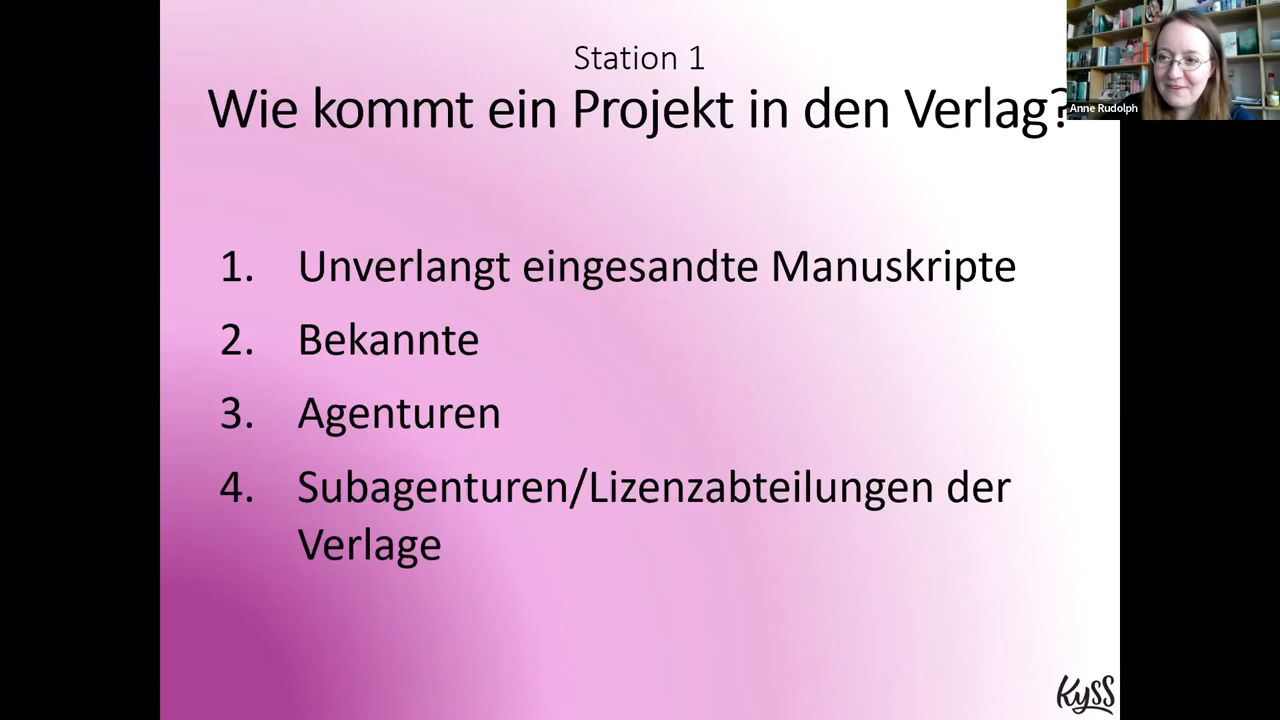 Station 1
Wie kommt ein Projekt in den Verlag?
Anne Rudolph
1. Unverlangt eingesandte Manuskripte
2. Bekannte
3. Agenturen
4. Subagenturen/Lizenzabteilungen der
Verlage
Kyss